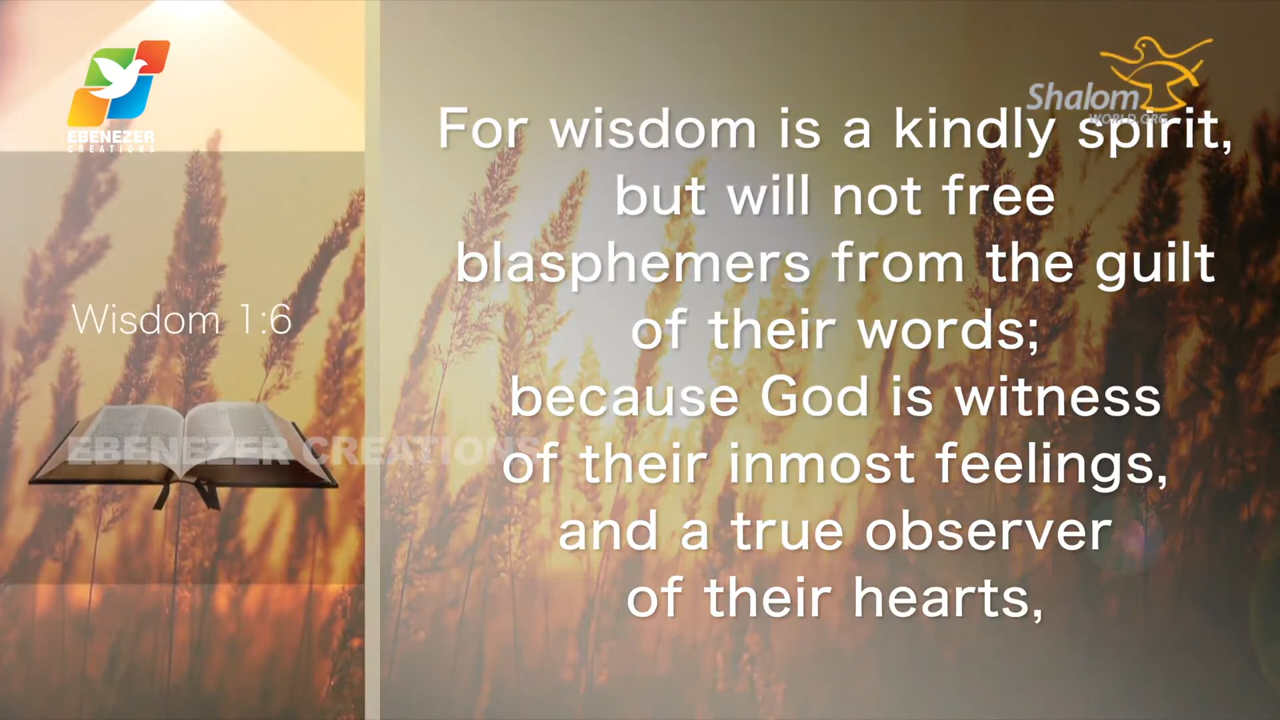 EBENEZER
CREATIONS
Shalom
WORLD.ORG
Wisdom 1:6
For wisdom is a kindly spirit,
but will not free
blasphemers from the guilt
of their words;
because God is witness
of their inmost feelings,
and a true observer
of their hearts,
EBENEZER CREATIONS